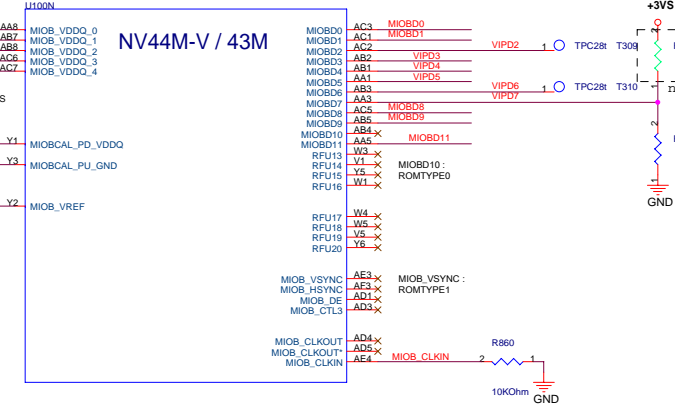 U100N
+3VS
NV44M-V / 43M
AA8 MIOB_VDDQ_0
AB7 MIOB_VDDQ_1
AB8 MIOB_VDDQ_2
AC6 MIOB_VDDQ_3
AC7 MIOB_VDDQ_4
S
Y1 MIOBCAL_PD_VDDQ
Y3 MIOBCAL_PU_GND
Y2 MIOB_VREF
MIOBD0 AC3 MIOBD0
MIOBD1 AC1 MIOBD1
MIOBD2 AC2 VIPD2 1 TPC28t T309
MIOBD3 AB2 VIPD3
MIOBD4 AB1 VIPD4
MIOBD5 AA1 VIPD5
MIOBD6 AB3 VIPD6 1 TPC28t T310
MIOBD7 AA3 VIPD7
MIOBD8 AC5 MIOBD8
MIOBD9 AB5 MIOBD9
MIOBD10 AB4
MIOBD11 AA5 MIOBD11
RFU13 W3
RFU14 V1 MIOBD10 :
RFU15 Y5 ROMTYPE0
RFU16 W1
RFU17 W4
RFU18 W5
RFU19 V5
RFU20 Y6
MIOB_VSYNC AE3 MIOB_VSYNC :
MIOB_HSYNC AF3 ROMTYPE1
MIOB_DE AD1
MIOB_CTL3 AD3
MIOB_CLKOUT AD4
MIOB_CLKOUT* AD5
MIOB_CLKIN AE4 MIOB_CLKIN 2 1
R860
10KOhm
GND
2
1
2
1
GND